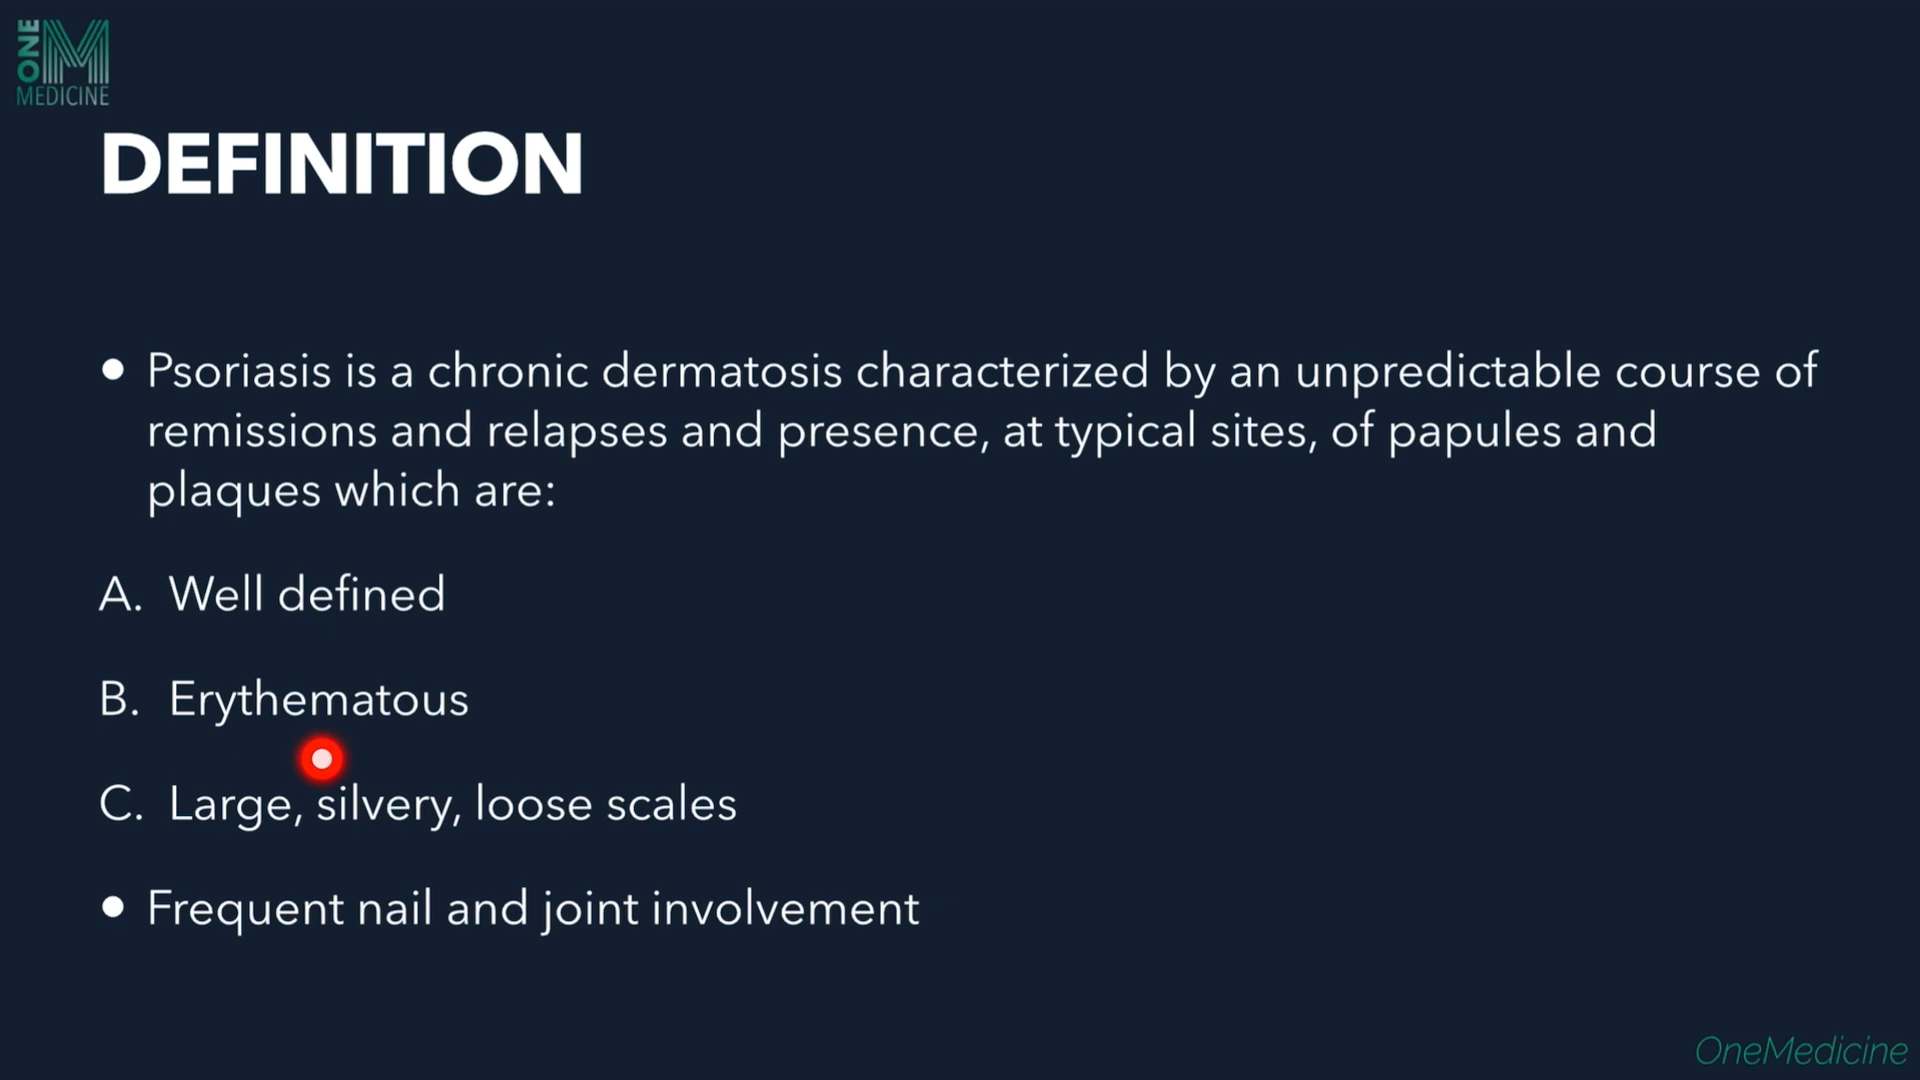 ONE
M
MEDICINE
DEFINITION
• Psoriasis is a chronic dermatosis characterized by an unpredictable course of
remissions and relapses and presence, at typical sites, of papules and
plaques which are:
A. Well defined
B. Erythematous
C. Large, silvery, loose scales
• Frequent nail and joint involvement
OneMedicine